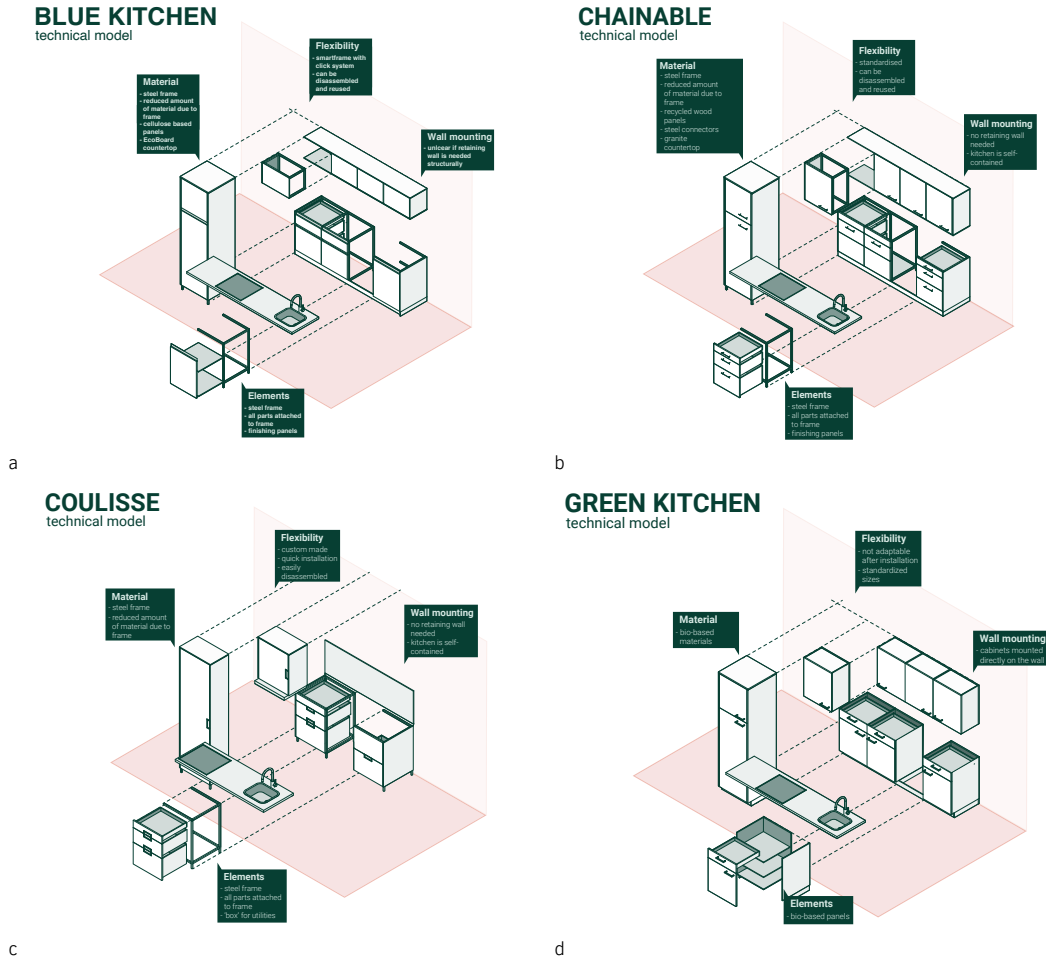 BLUE KITCHEN
technical model
Flexibility
- smartframe with
click system
- can be
disassembled
and reused
Material
- steel frame
- reduced amount
of material due to
frame
- cellulose based
panels
- EcoBoard
countertop
Wall mounting
- unlcear if retaining
wall is needed
structurally
Elements
- steel frame
- all parts attached
to frame
- finishing panels
a
CHAINABLE
technical model
Flexibility
- standardised
- can be
disassembled
and reused
Material
- steel frame
- reduced amount
of material due to
frame
- recycled wood
panels
- steel connectors
- granite
countertop
Wall mounting
- no retaining wall
needed
- kitchen is self-
contained
Elements
- steel frame
- all parts attached
to frame
- finishing panels
b
COULISSE
technical model
Flexibility
- custom made
- quick installation
- easily
disassembled
Material
- steel frame
- reduced amount
of material due to
frame
Wall mounting
- no retaining wall
needed
- kitchen is self-
contained
Elements
- steel frame
- all parts attached
to frame
- 'box' for utilities
c
GREEN KITCHEN
technical model
Flexibility
- not adaptable
after installation
- standardized
sizes
Material
- bio-based
materials
Wall mounting
- cabinets mounted
directly on the wall
Elements
- bio-based panels
d